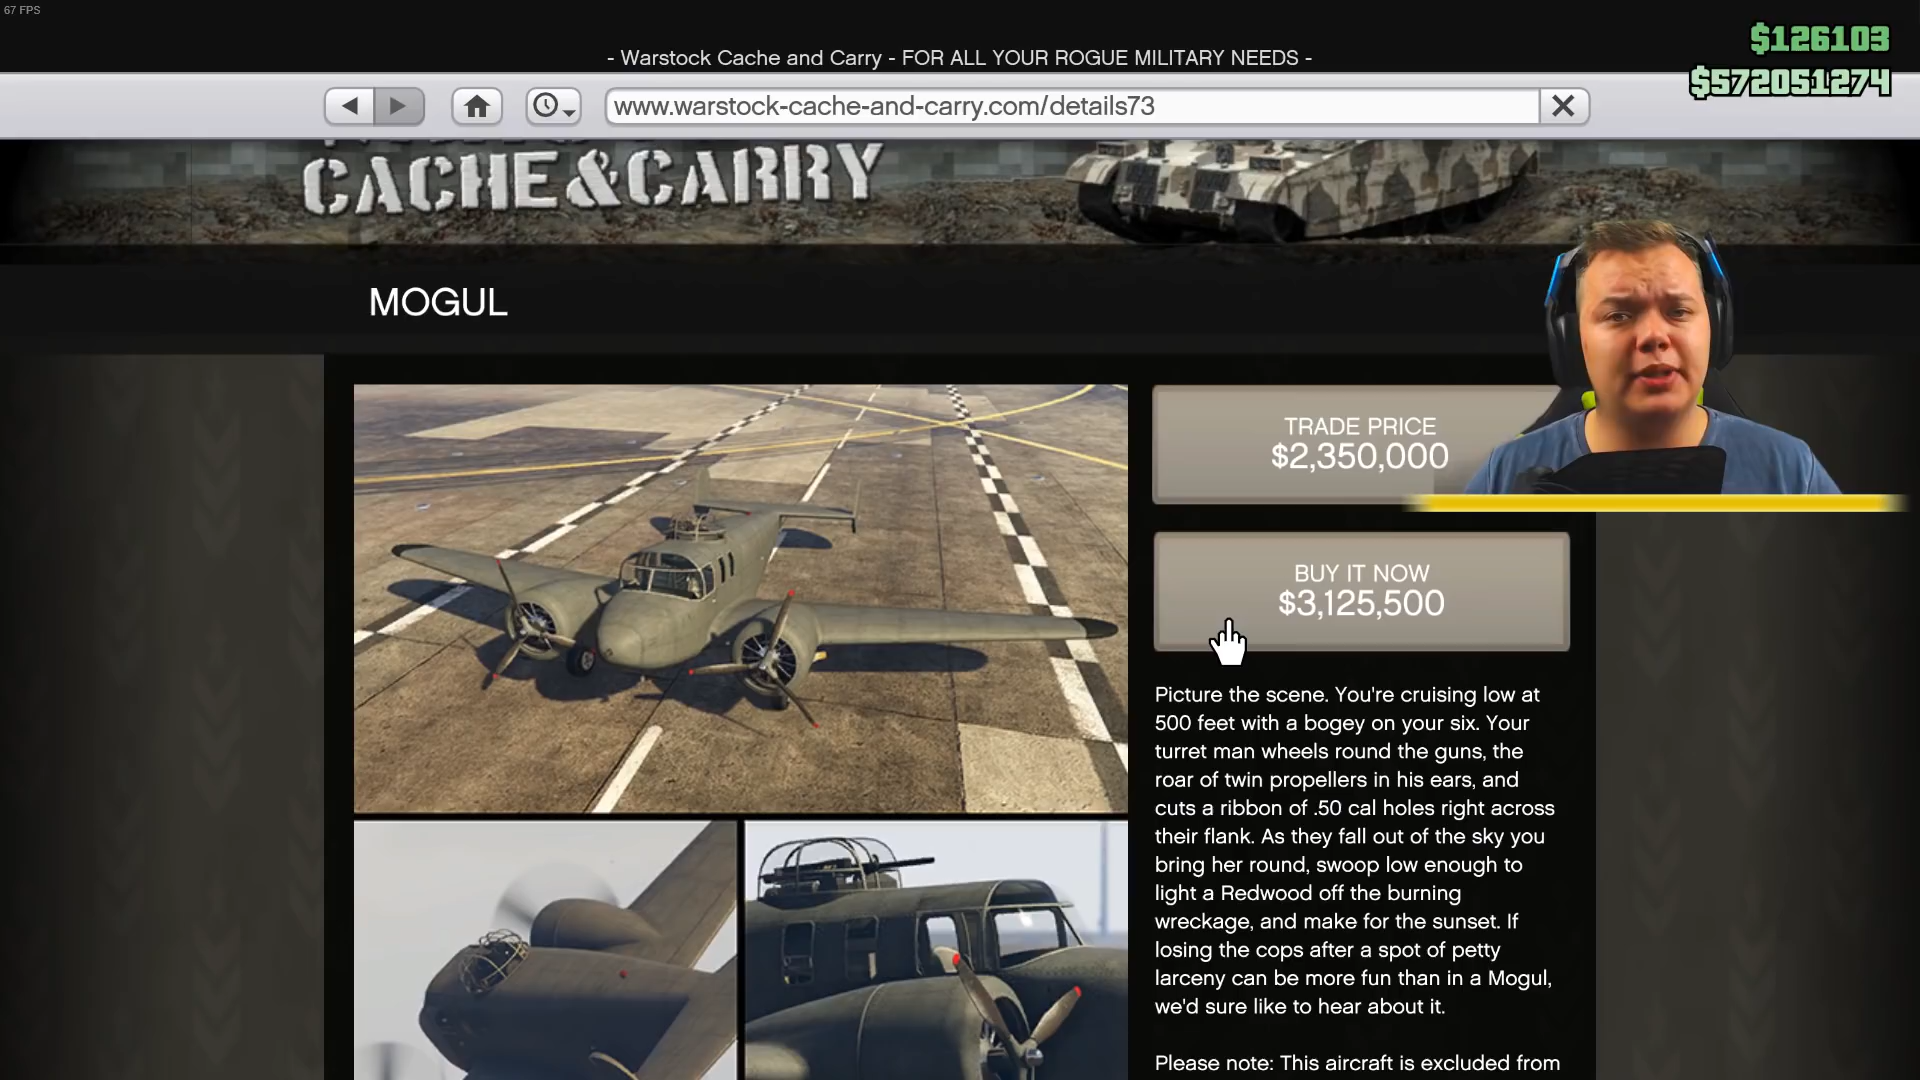 67 FPS
$126103
- Warstock Cache and Carry - FOR ALL YOUR ROGUE MILITARY NEEDS -
$572051274
www.warstock-cache-and-carry.com/details73
CACHE&CARRY
MOGUL
TRADE PRICE
$2,350,000
BUY IT NOW
$3,125,500
Picture the scene. You're cruising low at
500 feet with a bogey on your six. Your
turret man wheels round the guns, the
roar of twin propellers in his ears, and
cuts a ribbon of .50 cal holes right across
their flank. As they fall out of the sky you
bring her round, swoop low enough to
light a Redwood off the burning
wreckage, and make for the sunset. If
losing the cops after a spot of petty
larceny can be more fun than in a Mogul,
we'd sure like to hear about it.
Please note: This aircraft is excluded from